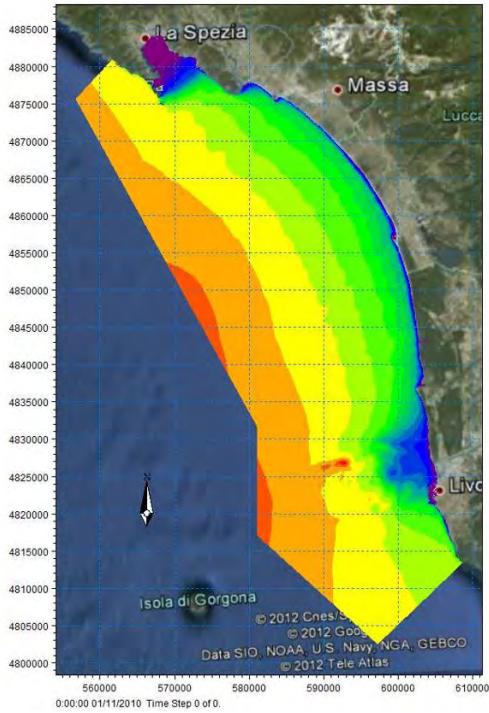 4885000
La Spezia
4880000
Massa
4875000
Lucca
4870000
4865000
4860000
4855000
4850000
4845000
4840000
4835000
4830000
4825000
Livo
4820000
N
4815000
4810000
Isola di Gorgona
4805000
© 2012 Cnes/S
© 2012 Goog
Data SIO, NOAA, U.S. Navy, NGA, GEBCO
4800000
© 2012 Tele Atlas
560000 570000 580000 590000 600000 610000
0:00:00 01/11/2010 Time Step 0 of 0.